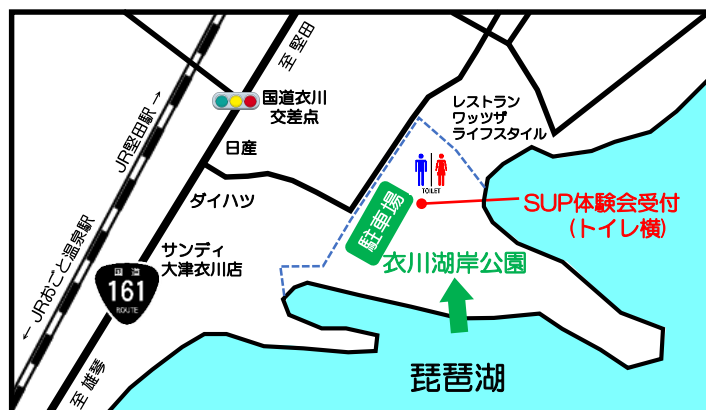 至 堅田
国道衣川
交差点
JR堅田駅→
日産
レストラン
ワッツザ
ライフスタイル
TOILET
ダイハツ
駐車場
SUP体験会受付
(トイレ横)
サンディ
大津衣川店
衣川湖岸公園
←JRおごと温泉駅
国道
161
ROUTE
至 雄琴
琵琶湖